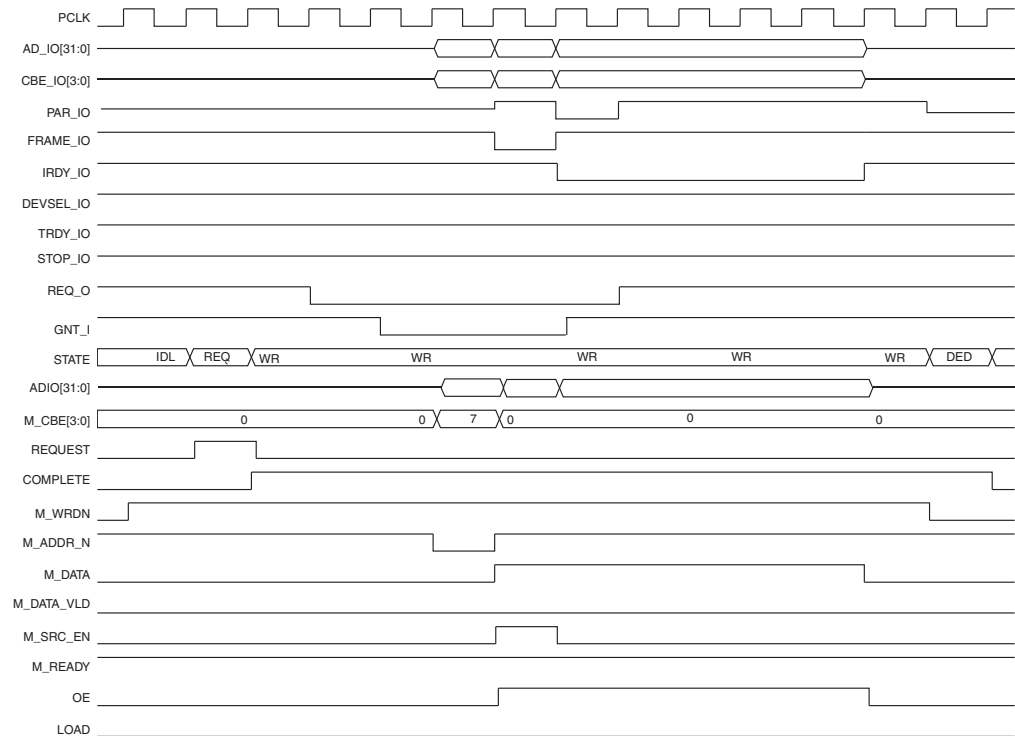 PCLK
AD_IO[31:0]
CBE_IO[3:0]
PAR_IO
FRAME_IO
IRDY_IO
DEVSEL_IO
TRDY_IO
STOP_IO
REQ_O
GNT_I
STATE IDL REQ WR WR WR WR WR DED
ADIO[31:0]
M_CBE[3:0] 0 0 7 0 0 0
REQUEST
COMPLETE
M_WRDN
M_ADDR_N
M_DATA
M_DATA_VLD
M_SRC_EN
M_READY
OE
LOAD